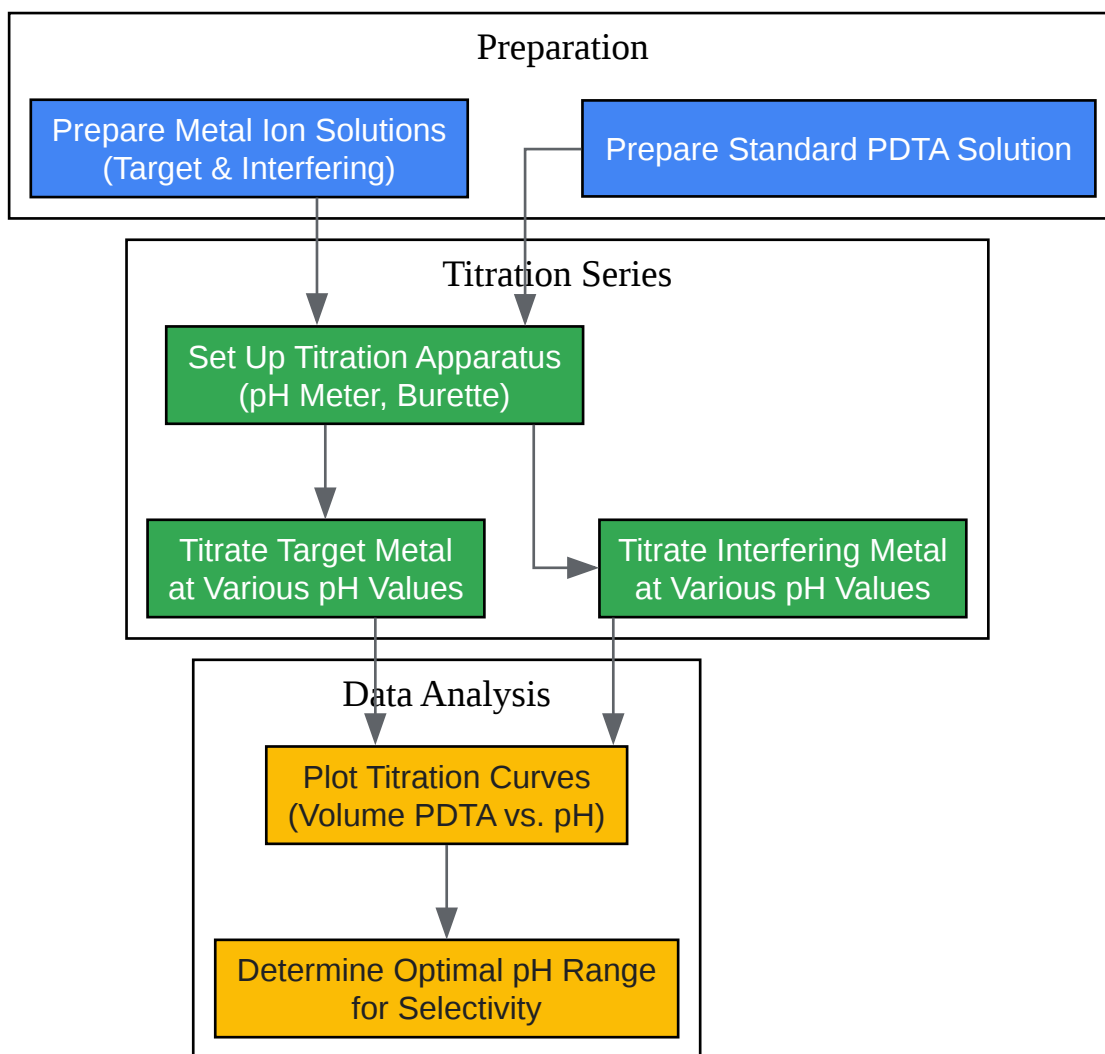 Preparation
Prepare Metal Ion Solutions
(Target & Interfering)
Prepare Standard PDTA Solution
Titration Series
Set Up Titration Apparatus
(pH Meter, Burette)
Titrate Target Metal
at Various pH Values
Titrate Interfering Metal
at Various pH Values
Data Analysis
Plot Titration Curves
(Volume PDTA vs. pH)
Determine Optimal pH Range
for Selectivity